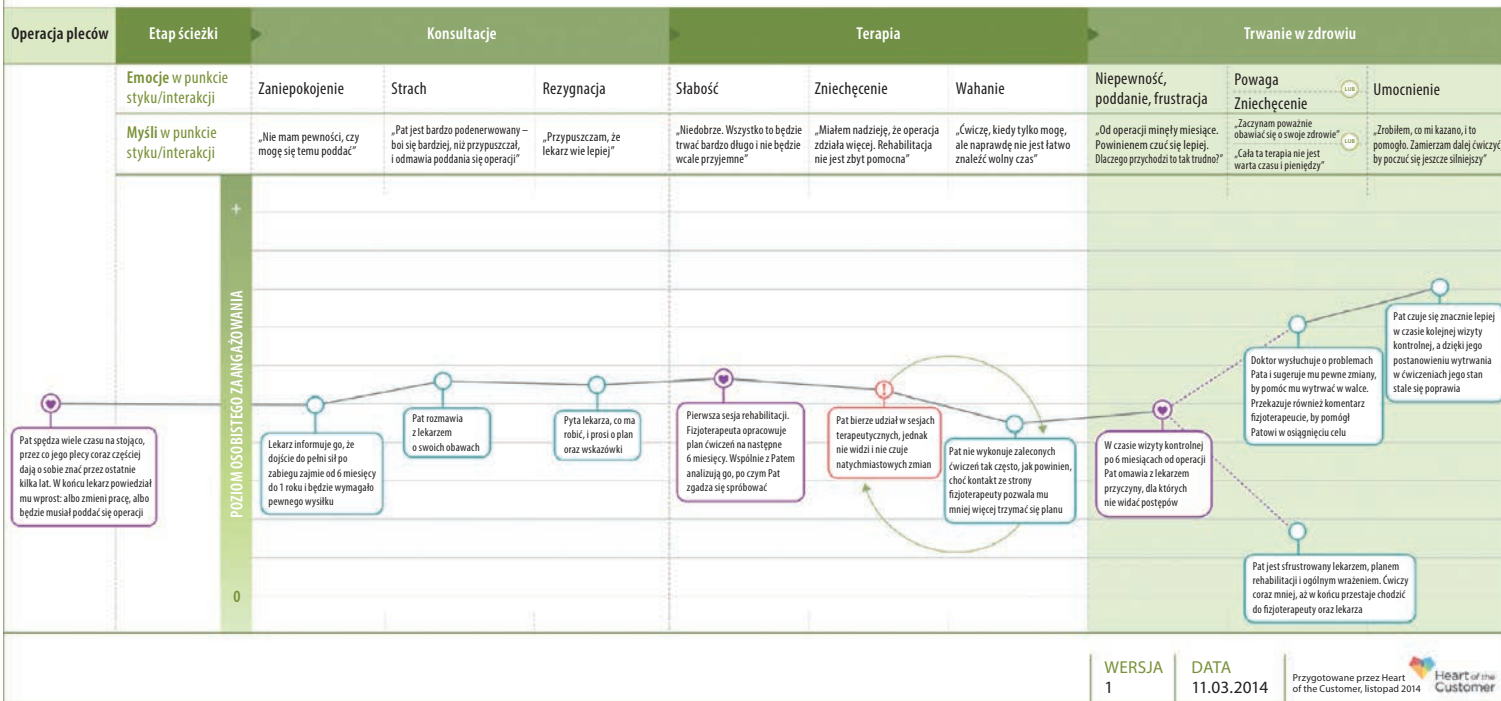 Operacja pleców
Etap ścieżki
Konsultacje
Terapia
Trwanie w zdrowiu
Emocje w punkcie
styku/interakcji
Zaniepokojenie
Strach
Rezygnacja
Słabość
Zniechęcenie
Wahanie
Niepewność,
poddanie, frustracja
Powaga
LUB
Zniechęcenie
Umocnienie
Myśli w punkcie
styku/interakcji
„Nie mam pewności, czy
mogę się temu poddać”
„Pat jest bardzo podenerwowany –
boi się bardziej, niż przypuszczał,
i odmawia poddania się operacji”
„Przypuszczam, że
lekarz wie lepiej”
„Niedobrze. Wszystko to będzie
trwać bardzo długo i nie będzie
wcale przyjemne”
„Miałem nadzieję, że operacja
zdziała więcej. Rehabilitacja
nie jest zbyt pomocna”
„Ćwiczę, kiedy tylko mogę,
ale naprawdę nie jest łatwo
znaleźć wolny czas”
„Od operacji minęły miesiące.
Powinienem czuć się lepiej.
Dlaczego przychodzi to tak trudno?”
„Zaczynam poważnie
obawiać się o swoje zdrowie”
LUB
„Cała ta terapia nie jest
warta czasu i pieniędzy”
„Zrobiłem, co mi kazano, i to
pomogło. Zamierzam dalej ćwiczyć,
by poczuć się jeszcze silniejszy”
+
POZIOM OSOBISTEGO ZAANGAŻOWANIA
0
Pat spędza wiele czasu na stojąco,
przez co jego plecy coraz częściej
dają o sobie znać przez ostatnie
kilka lat. W końcu lekarz powiedział
mu wprost: albo zmieni pracę, albo
będzie musiał poddać się operacji
Lekarz informuje go, że
dojście do pełni sił po
zabiegu zajmie od 6 miesięcy
do 1 roku i będzie wymagało
pewnego wysiłku
Pat rozmawia
z lekarzem
o swoich obawach
Pyta lekarza, co ma
robić, i prosi o plan
oraz wskazówki
Pierwsza sesja rehabilitacji.
Fizjoterapeuta opracowuje
plan ćwiczeń na następne
6 miesięcy. Wspólnie z Patem
analizują go, po czym Pat
zgadza się spróbować
Pat bierze udział w sesjach
terapeutycznych, jednak
nie widzi i nie czuje
natychmiastowych zmian
Pat nie wykonuje zaleconych
ćwiczeń tak często, jak powinien,
choć kontakt ze strony
fizjoterapeuty pozwala mu
mniej więcej trzymać się planu
W czasie wizyty kontrolnej
po 6 miesiącach od operacji
Pat omawia z lekarzem
przyczyny, dla których
nie widać postępów
Doktor wysłuchuje o problemach
Pata i sugeruje mu pewne zmiany,
by pomóc mu wytrwać w walce.
Przekazuje również komentarz
fizjoterapeucie, by pomógł
Patowi w osiągnięciu celu
Pat czuje się znacznie lepiej
w czasie kolejnej wizyty
kontrolnej, a dzięki jego
postanowieniu wytrwania
w ćwiczeniach jego stan
stale się poprawia
Pat jest sfrustrowany lekarzem, planem
rehabilitacji i ogólnym wrażeniem. Ćwiczy
coraz mniej, aż w końcu przestaje chodzić
do fizjoterapeuty oraz lekarza
WERSJA
1
DATA
11.03.2014
Przygotowane przez Heart
of the Customer, listopad 2014
Heart of the
Customer